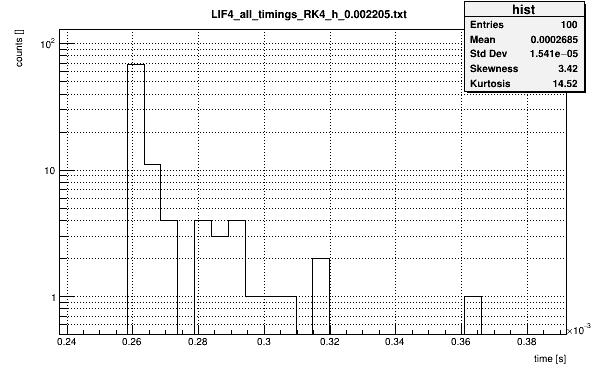 LIF4_all_timings_RK4_h_0.002205.txt
hist
Entries 100
Mean 0.0002685
Std Dev 1.541e−05
Skewness 3.42
Kurtosis 14.52
counts []
10²
10
1
0.24 0.26 0.28 0.3 0.32 0.34 0.36 0.38
×10⁻³
time [s]